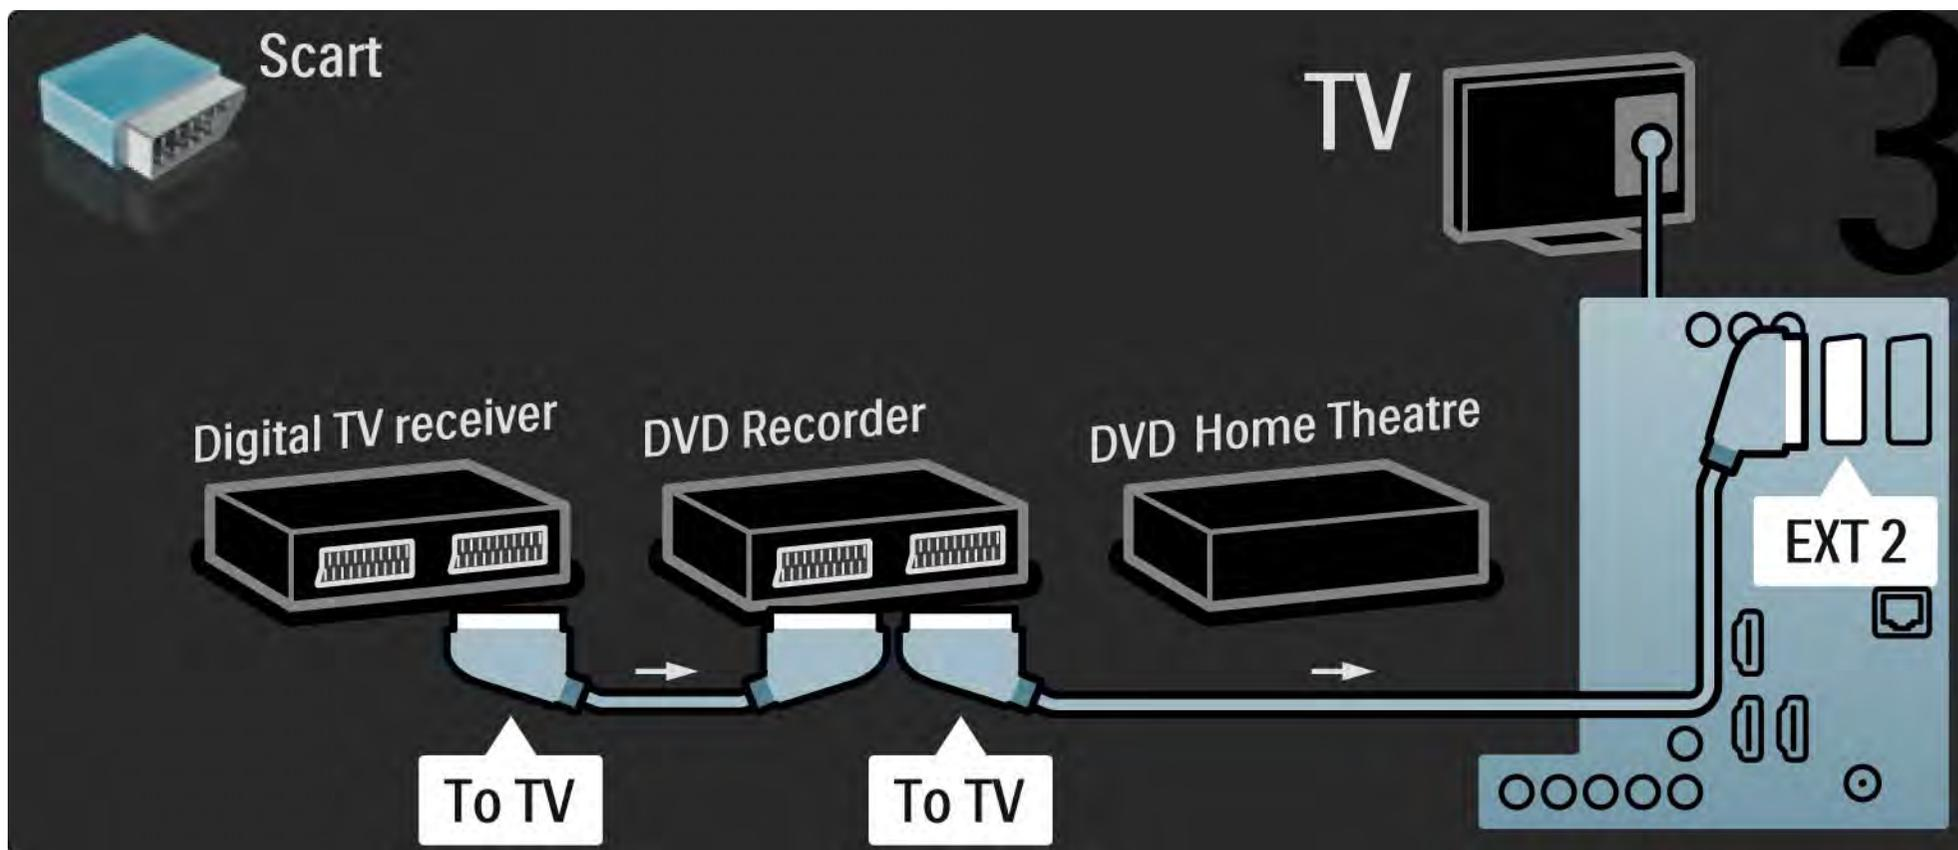 Scart
TV
3
Digital TV receiver
DVD Recorder
DVD Home Theatre
EXT 2
To TV
To TV